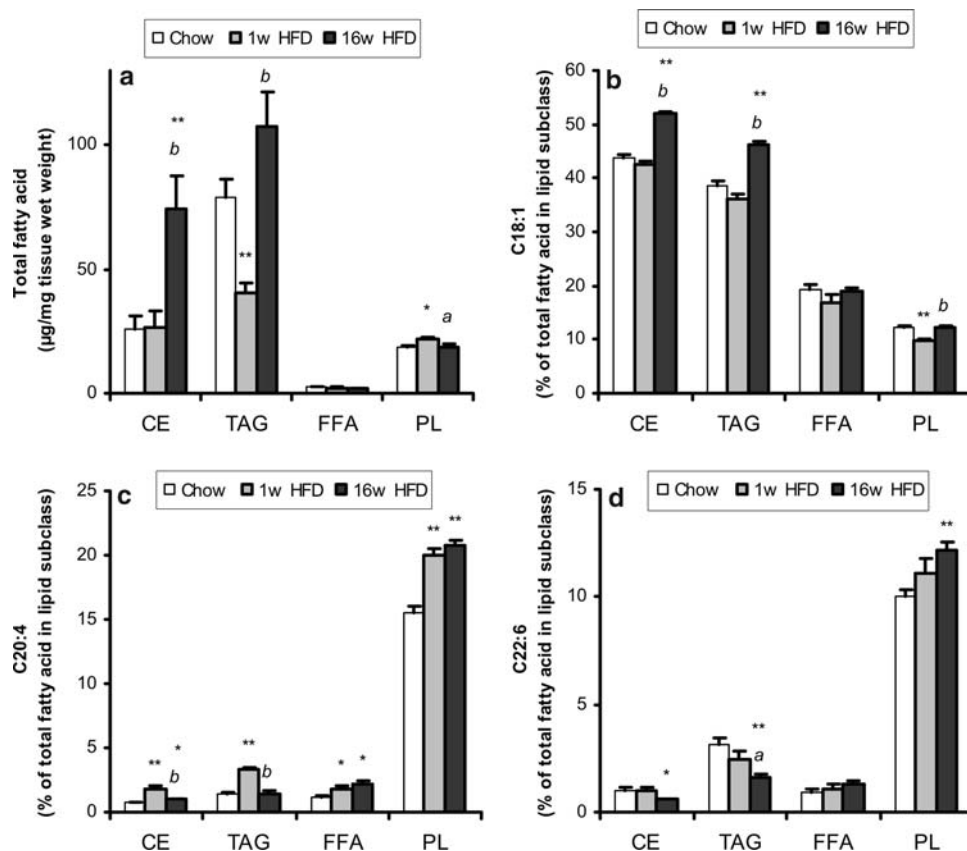 Chow 1w HFD 16w HFD
a
Total fatty acid
(µg/mg tissue wet weight)
100
50
0
**
b
**
b
*
a
CE TAG FFA PL
Chow 1w HFD 16w HFD
b
C18:1
(% of total fatty acid in lipid subclass)
60
50
40
30
20
10
0
**
b
**
b
**
b
CE TAG FFA PL
Chow 1w HFD 16w HFD
c
C20:4
(% of total fatty acid in lipid subclass)
25
20
15
10
5
0
**
*
b
**
b
*
*
**
**
CE TAG FFA PL
Chow 1w HFD 16w HFD
d
C22:6
(% of total fatty acid in lipid subclass)
15
10
5
0
*
**
a
**
CE TAG FFA PL